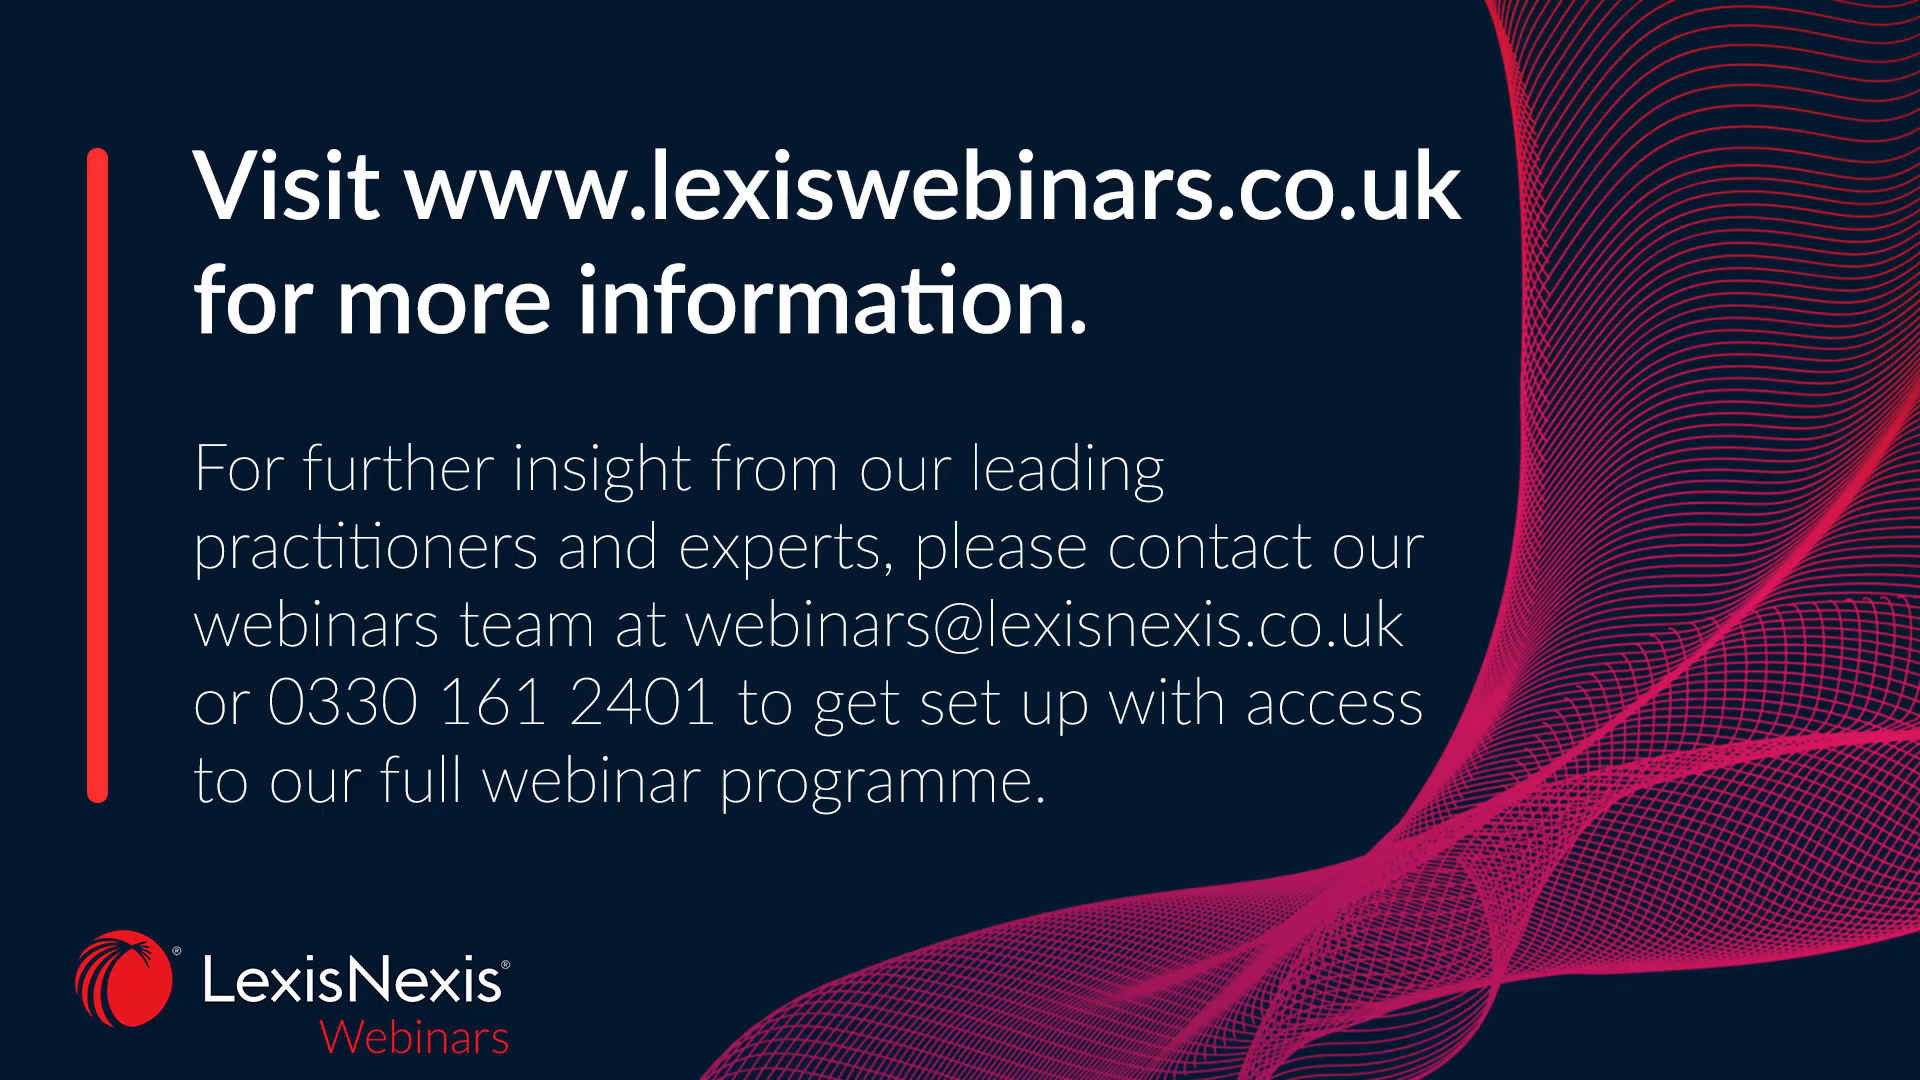 Visit www.lexiswebinars.co.uk
for more information.
For further insight from our leading
practitioners and experts, please contact our
webinars team at webinars@lexisnexis.co.uk
or 0330 161 2401 to get set up with access
to our full webinar programme.
® LexisNexis®
Webinars